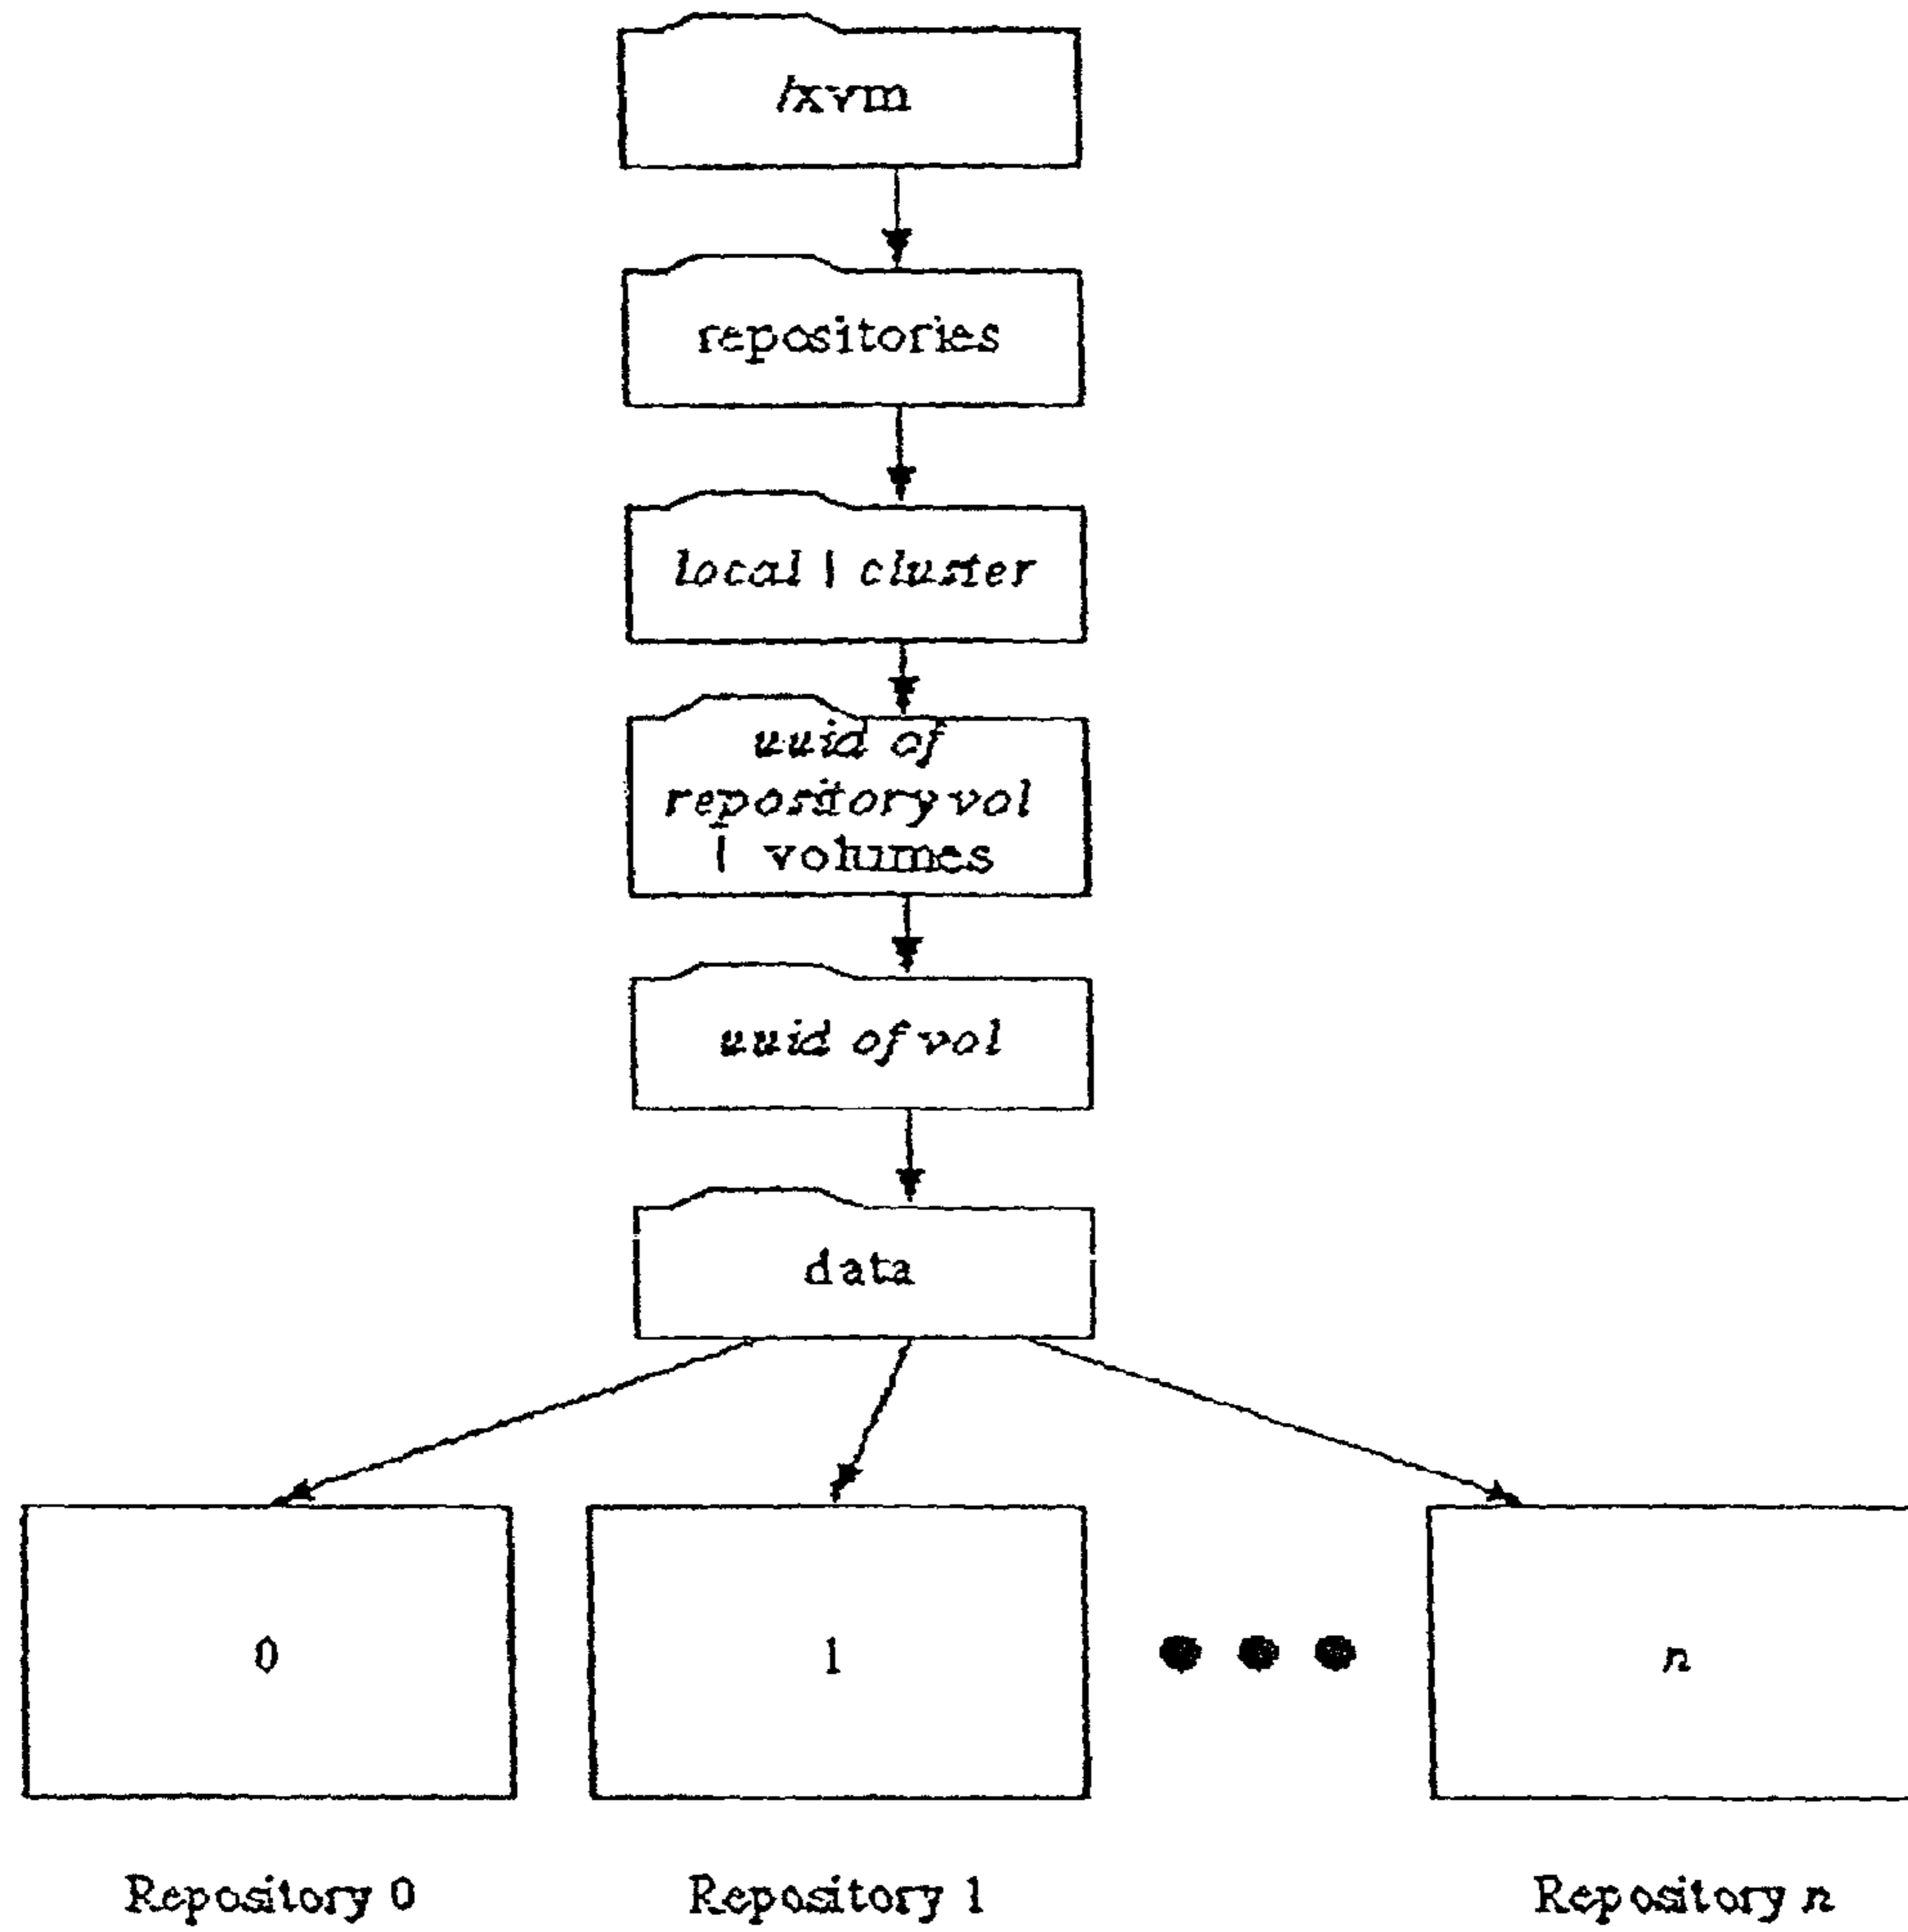 /xvm
repositories
local | cluster
uuid of
repository vol
| volumes
uuid of vol
data
0
1
n
Repository 0
Repository 1
Repository n